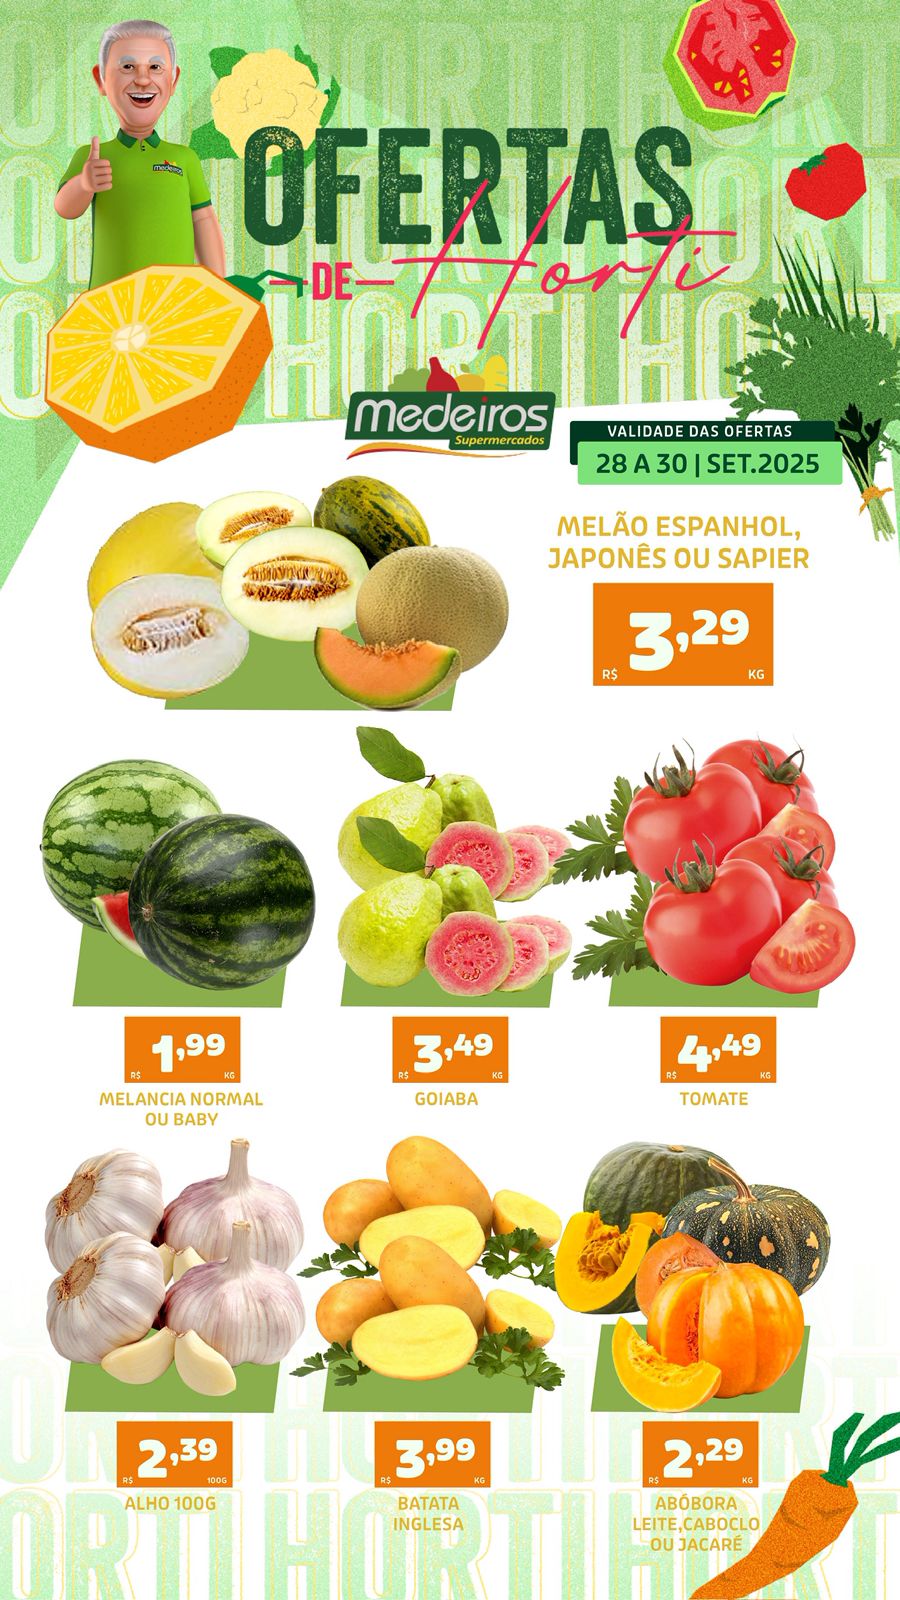 medeiros
OFERTAS
DE Horti
medeiros
Supermercados
VALIDADE DAS OFERTAS
28 A 30 | SET.2025
MELÃO ESPANHOL,
JAPONÊS OU SAPIER
R$ 3,29 KG
R$ 1,99 KG
MELANCIA NORMAL
OU BABY
R$ 3,49 KG
GOIABA
R$ 4,49 KG
TOMATE
R$ 2,39 100G
ALHO 100G
R$ 3,99 KG
BATATA
INGLESA
R$ 2,29 KG
ABÓBORA
LEITE,CABOCLO
OU JACARÉ